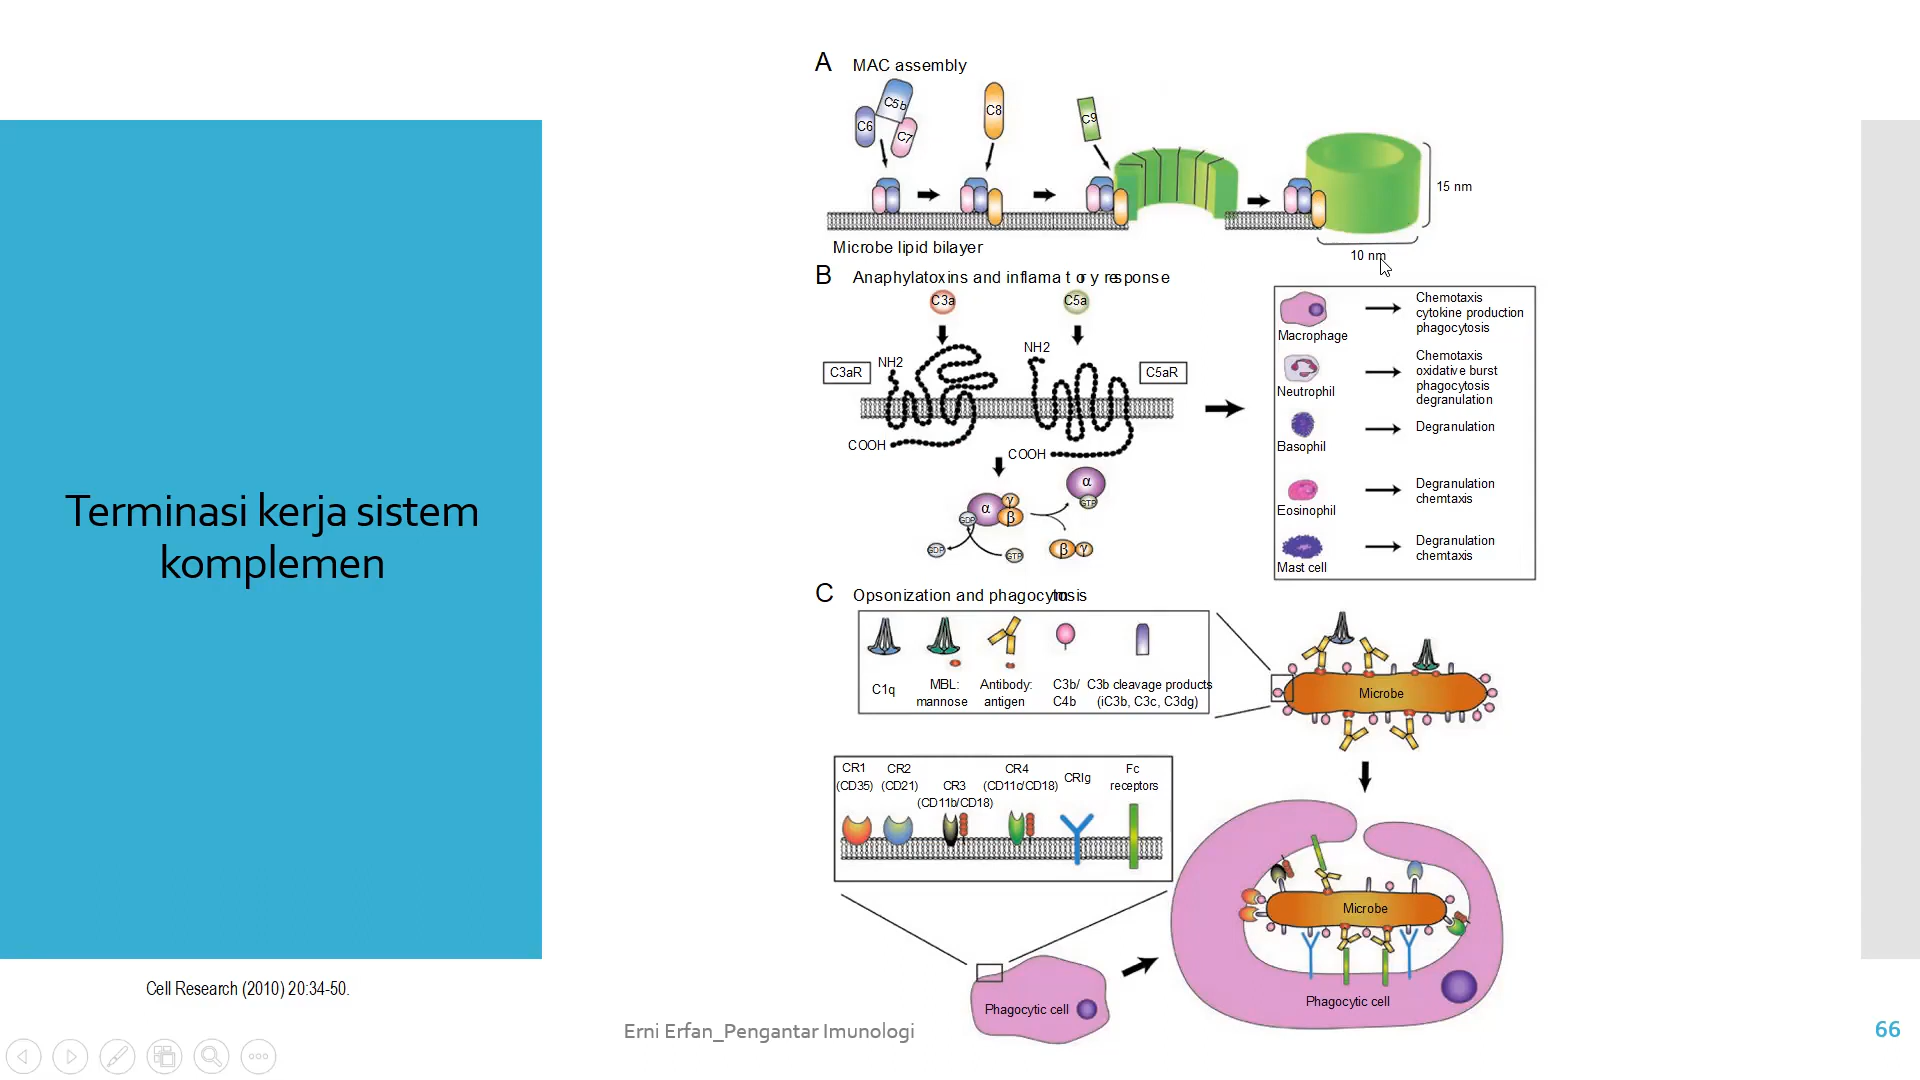 Terminasi kerja sistem
komplemen
Cell Research (2010) 20:34-50.
A MAC assembly
C5b
C6
C7
C8
C9
15 nm
10 nm
Microbe lipid bilayer
B Anaphylatoxins and inflamatory response
C3a
C5a
C3aR
NH2
NH2
C5aR
COOH
COOH
α
γ
β
GDP
GDP
GTP
α
GTP
β γ
Macrophage
Chemotaxis
cytokine production
phagocytosis
Neutrophil
Chemotaxis
oxidative burst
phagocytosis
degranulation
Basophil
Degranulation
Eosinophil
Degranulation
chemtaxis
Mast cell
Degranulation
chemtaxis
C Opsonization and phagocytosis
C1q
MBL:
mannose
Antibody:
antigen
C3b/
C4b
C3b cleavage products
(iC3b, C3c, C3dg)
Microbe
CR1
(CD35)
CR2
(CD21)
CR3
(CD11b/CD18)
CR4
(CD11c/CD18)
CRIg
Fc
receptors
Microbe
Phagocytic cell
Phagocytic cell
Erni Erfan_Pengantar Imunologi
66